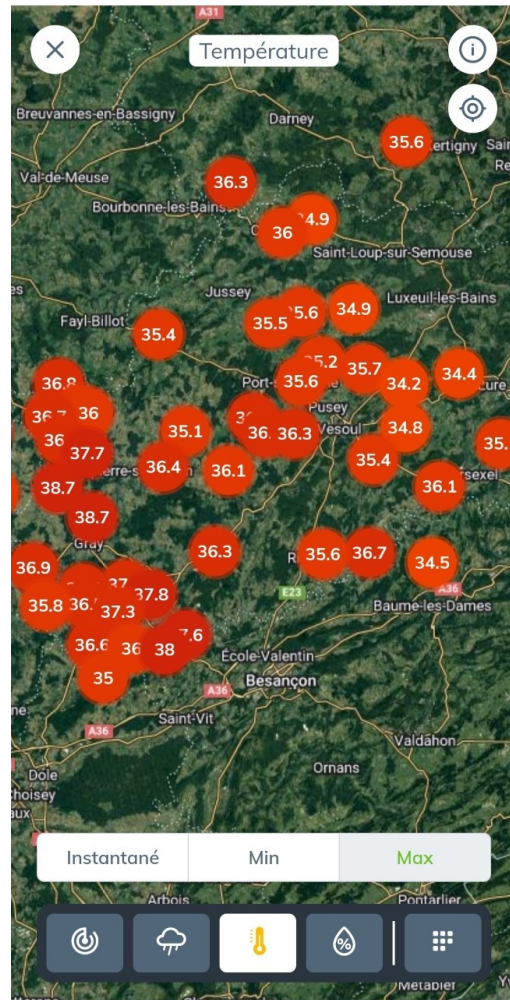 A31
Température
Breuvannes-en-Bassigny
Darney
35.6
Val-de-Meuse
36.3
Bourbonne-les-Bains
36
Saint-Loup-sur-Semouse
Jussey
Luxeuil-les-Bains
34.9
35.5
Fayl-Billot
35.4
35.7
34.4
36.8
35.6
34.2
36
Pusey
34.8
35.1
36.3
Vesoul
37.7
35.4
36.4
36.1
38.7
36.1
38.7
Gray
36.3
35.6
36.7
34.5
36.9
37.8
E23
A36
35.8
37.3
Baume-les-Dames
36.6
36
38
École-Valentin
35
Besançon
A36
Saint-Vit
A36
Valdahon
Dole
Ornans
Instantané
Min
Max
Arbois
Pontarlier
%
Métabief